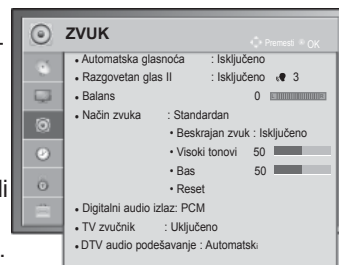 ZVUK
Premesti OK
• Automatska glasnoća : Isključeno
• Razgovetan glas II : Isključeno 3
• Balans 0
• Način zvuka : Standardan
• Beskrajan zvuk : Isključeno
• Visoki tonovi 50
• Bas 50
• Reset
• Digitalni audio izlaz: PCM
• TV zvučnik : Uključeno
• DTV audio podešavanje : Automatski
li
.